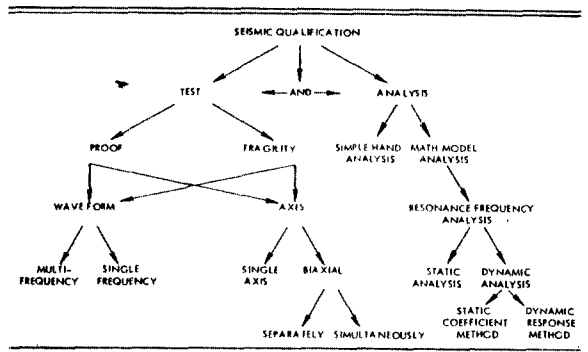 SEISMIC QUALIFICATION
TEST
AND
ANALYSIS
PROOF
FRAGILITY
SIMPLE HAND
ANALYSIS
MATH MODEL
ANALYSIS
WAVE FORM
AXIS
RESONANCE FREQUENCY
ANALYSIS
MULTI-
FREQUENCY
SINGLE
FREQUENCY
SINGLE
AXIS
BIAXIAL
STATIC
ANALYSIS
DYNAMIC
ANALYSIS
SEPARATELY
SIMULTANEOUSLY
STATIC
COEFFICIENT
METHOD
DYNAMIC
RESPONSE
METHOD